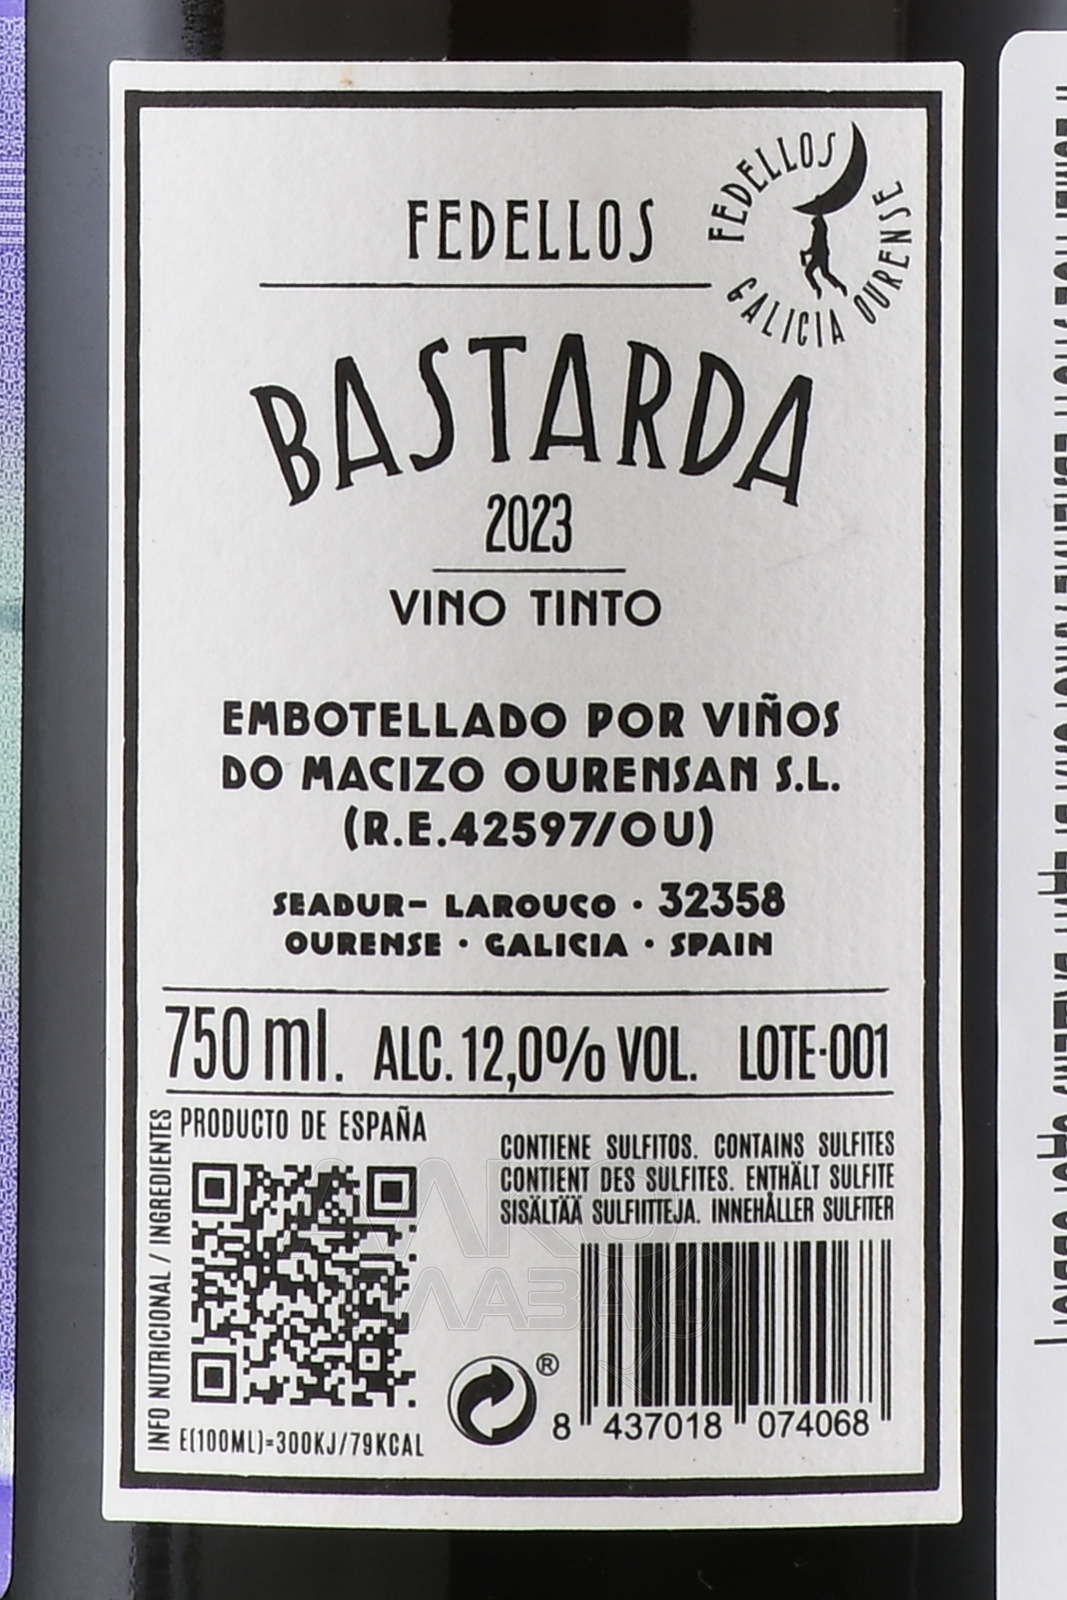 FEDELLOS
FEDELLOS
GALICIA OURENSE
BASTARDA
2023
VINO TINTO
EMBOTELLADO POR VIÑOS
DO MACIZO OURENSAN S.L.
(R.E.42597/OU)
SEADUR- LAROUCO · 32358
OURENSE · GALICIA · SPAIN
750 ml. ALC. 12,0% VOL. LOTE-001
PRODUCTO DE ESPAÑA
INFO NUTRICIONAL / INGREDIENTES
E(100ML)=300KJ/79KCAL
CONTIENE SULFITOS. CONTAINS SULFITES
CONTIENT DES SULFITES. ENTHÄLT SULFITE
SISÄLTÄÄ SULFIITTEJA. INNEHÅLLER SULFITER
®
8 437018 074068